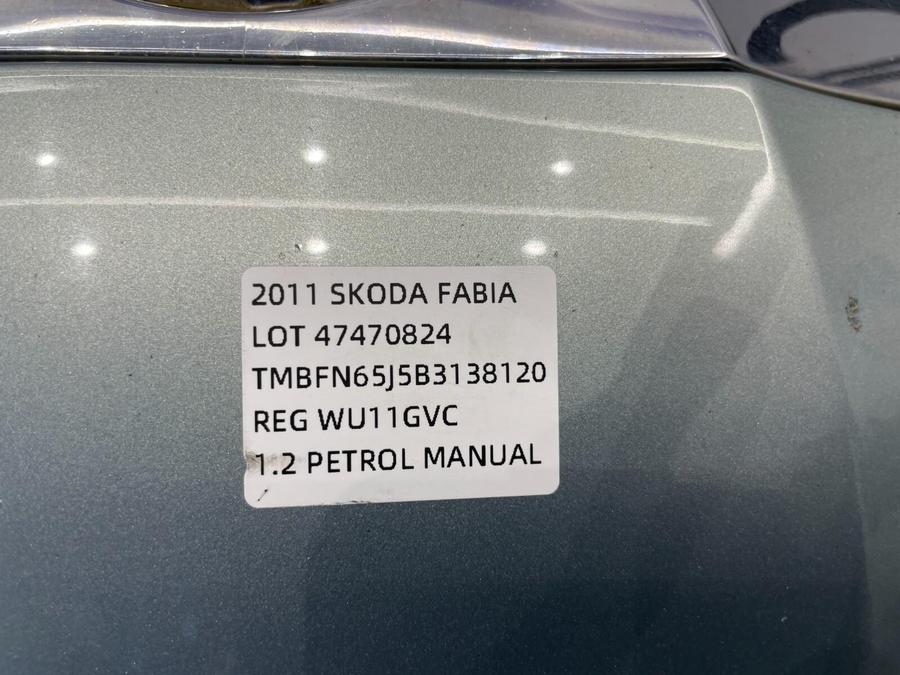 2011 SKODA FABIA
LOT 47470824
TMBFN65J5B3138120
REG WU11GVC
1.2 PETROL MANUAL